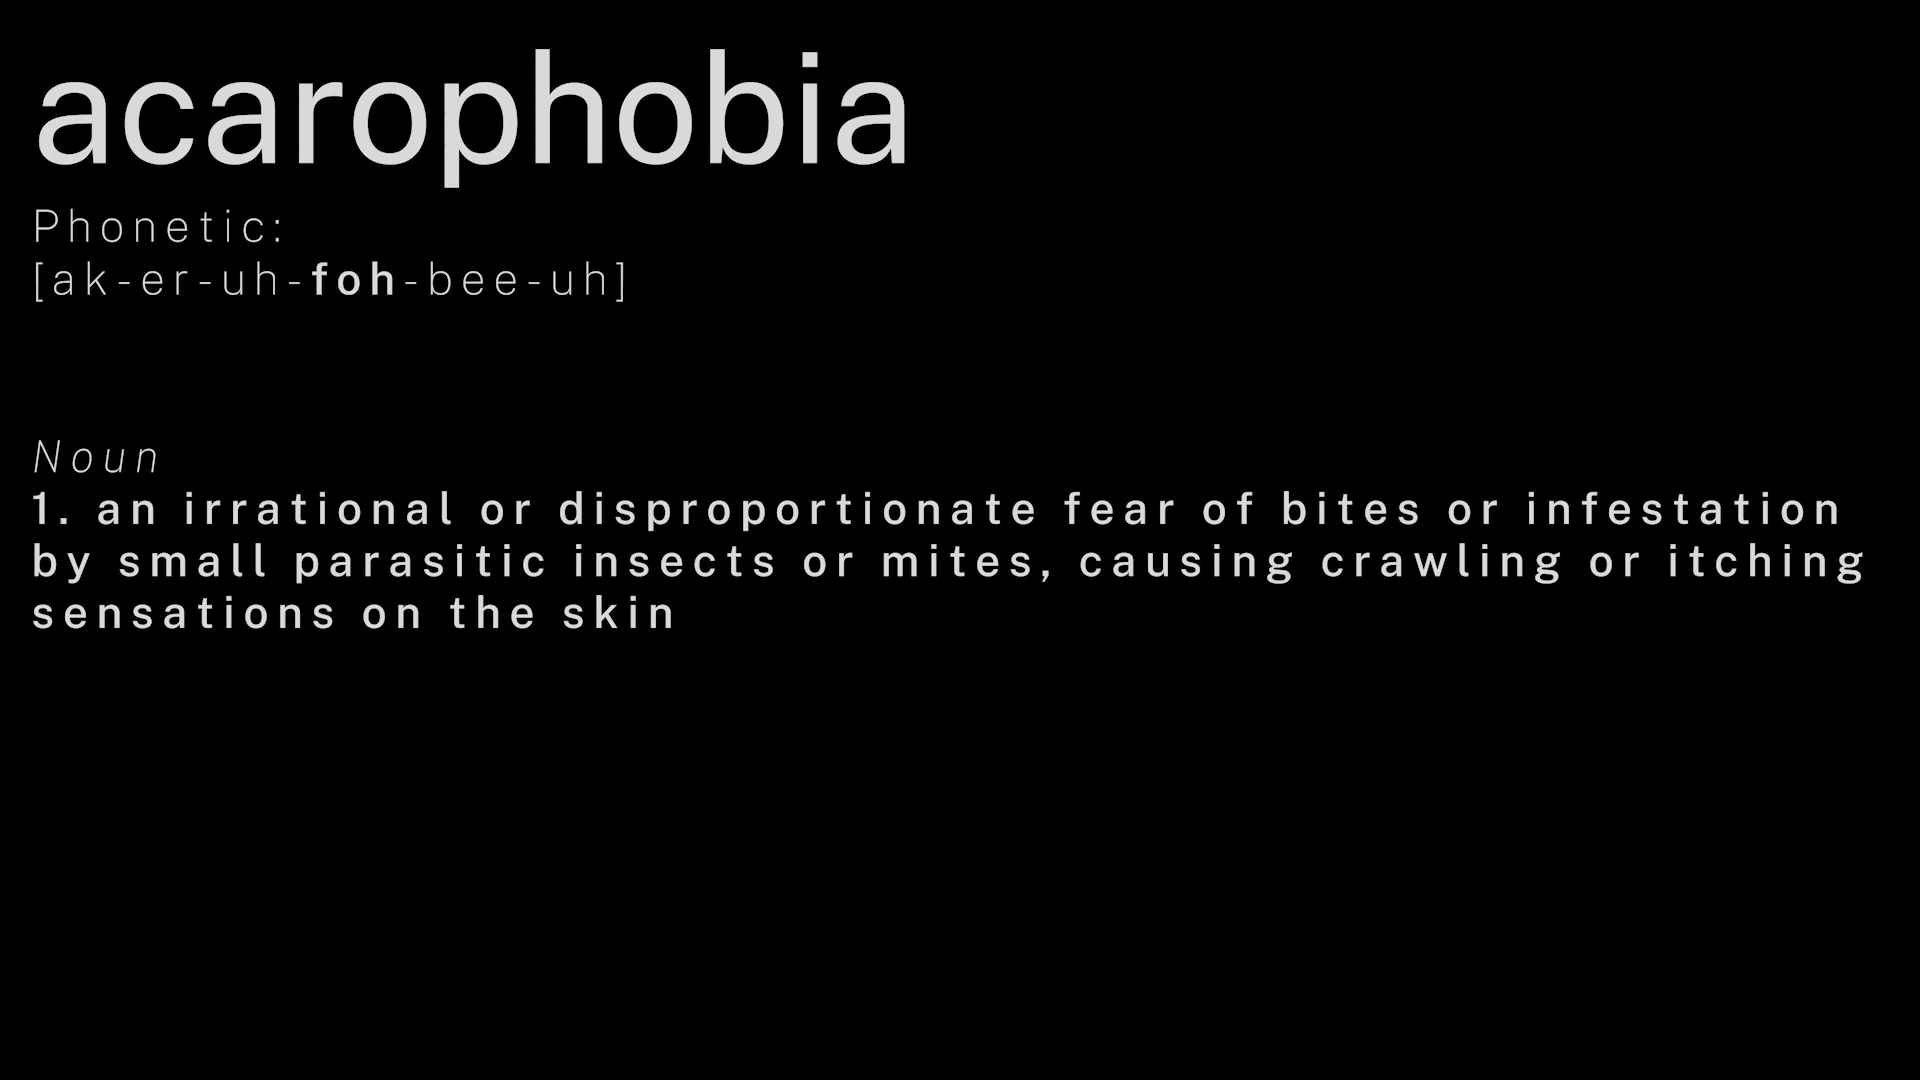 acarophobia
Phonetic:
[ak-er-uh-foh-bee-uh]
Noun
1. an irrational or disproportionate fear of bites or infestation
by small parasitic insects or mites, causing crawling or itching
sensations on the skin